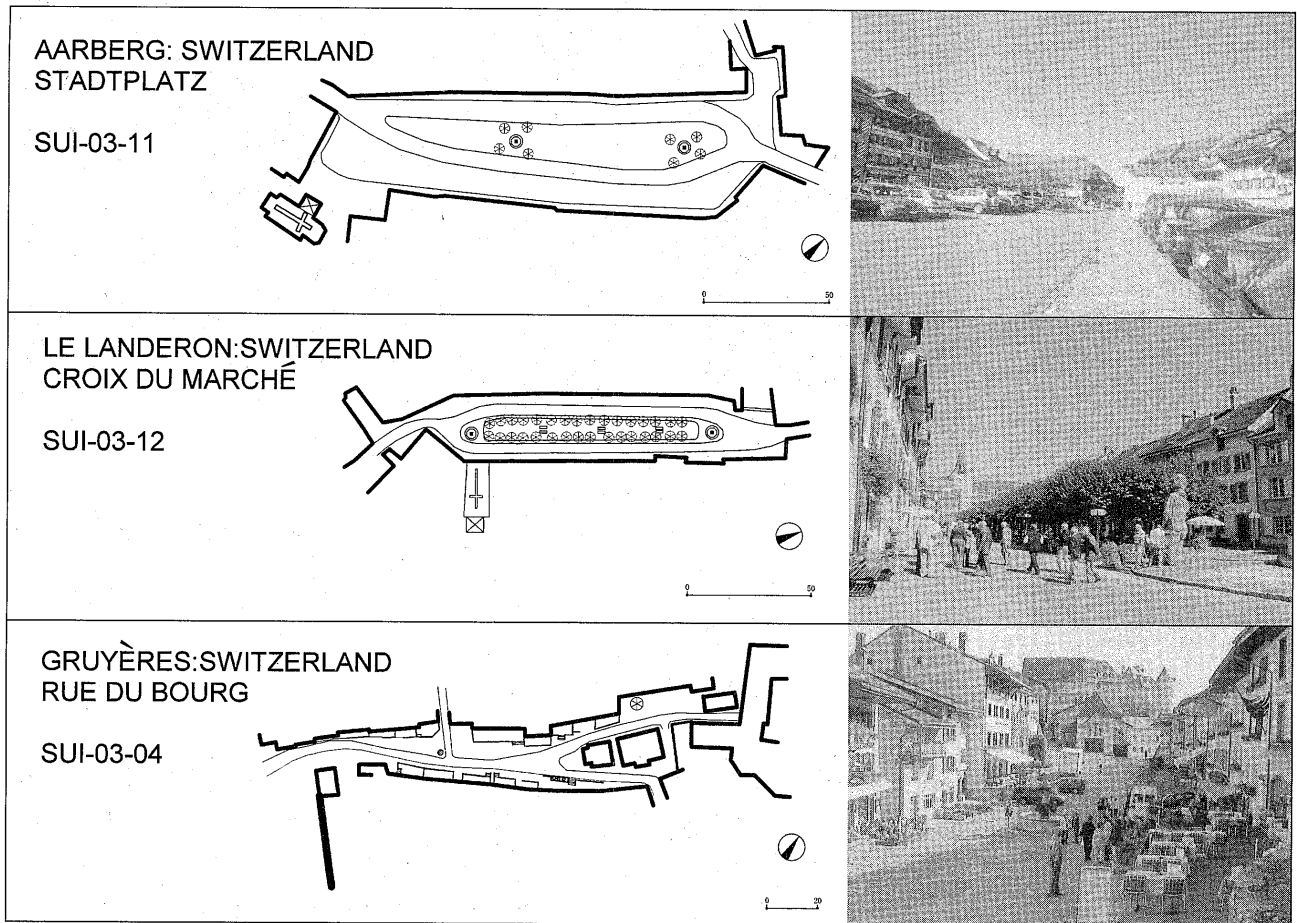 AARBERG: SWITZERLAND
STADTPLATZ
SUI-03-11
0 50
LE LANDERON:SWITZERLAND
CROIX DU MARCHÉ
SUI-03-12
0 50
GRUYÈRES:SWITZERLAND
RUE DU BOURG
SUI-03-04
0 20